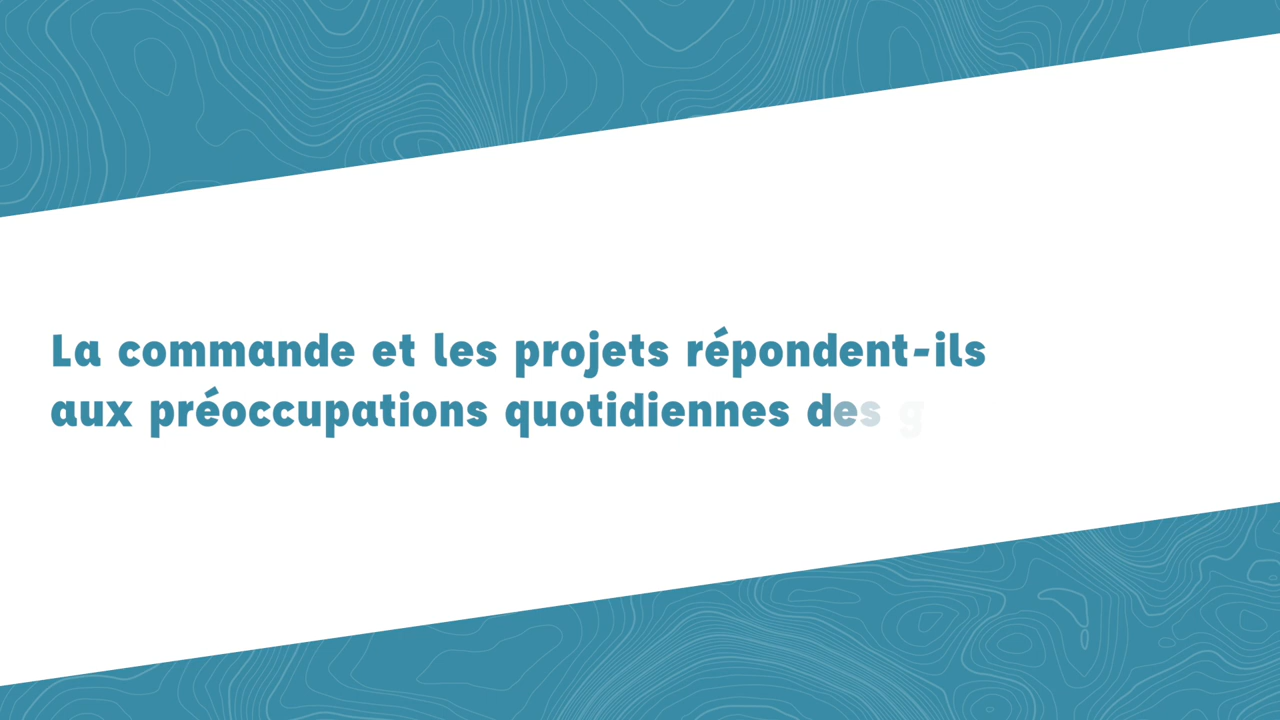 La commande et les projets répondent-ils
aux préoccupations quotidiennes des g